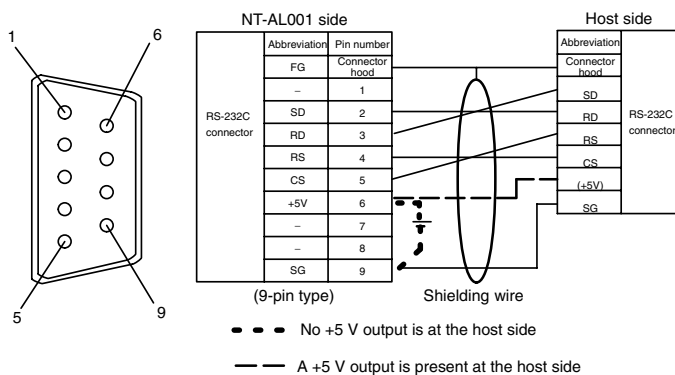 NT-AL001 side
Host side
1
6
5
9
RS-232C
connector
Abbreviation Pin number
FG Connector hood
– 1
SD 2
RD 3
RS 4
CS 5
+5V 6
– 7
– 8
SG 9
Abbreviation
Connector
hood
SD
RD
RS
CS
(+5V)
SG
RS-232C
connector
(9-pin type)
Shielding wire
No +5 V output is at the host side
A +5 V output is present at the host side